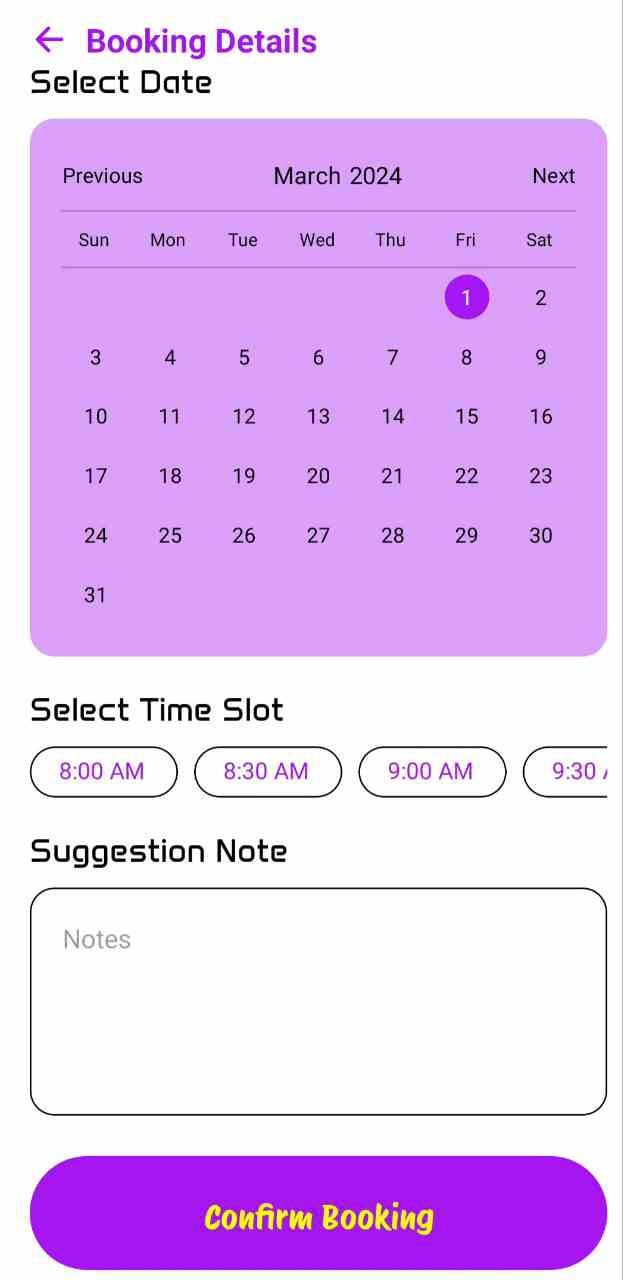 Booking Details
Select Date
Previous March 2024 Next
Sun Mon Tue Wed Thu Fri Sat
1 2
3 4 5 6 7 8 9
10 11 12 13 14 15 16
17 18 19 20 21 22 23
24 25 26 27 28 29 30
31
Select Time Slot
8:00 AM 8:30 AM 9:00 AM 9:30
Suggestion Note
Notes
Confirm Booking